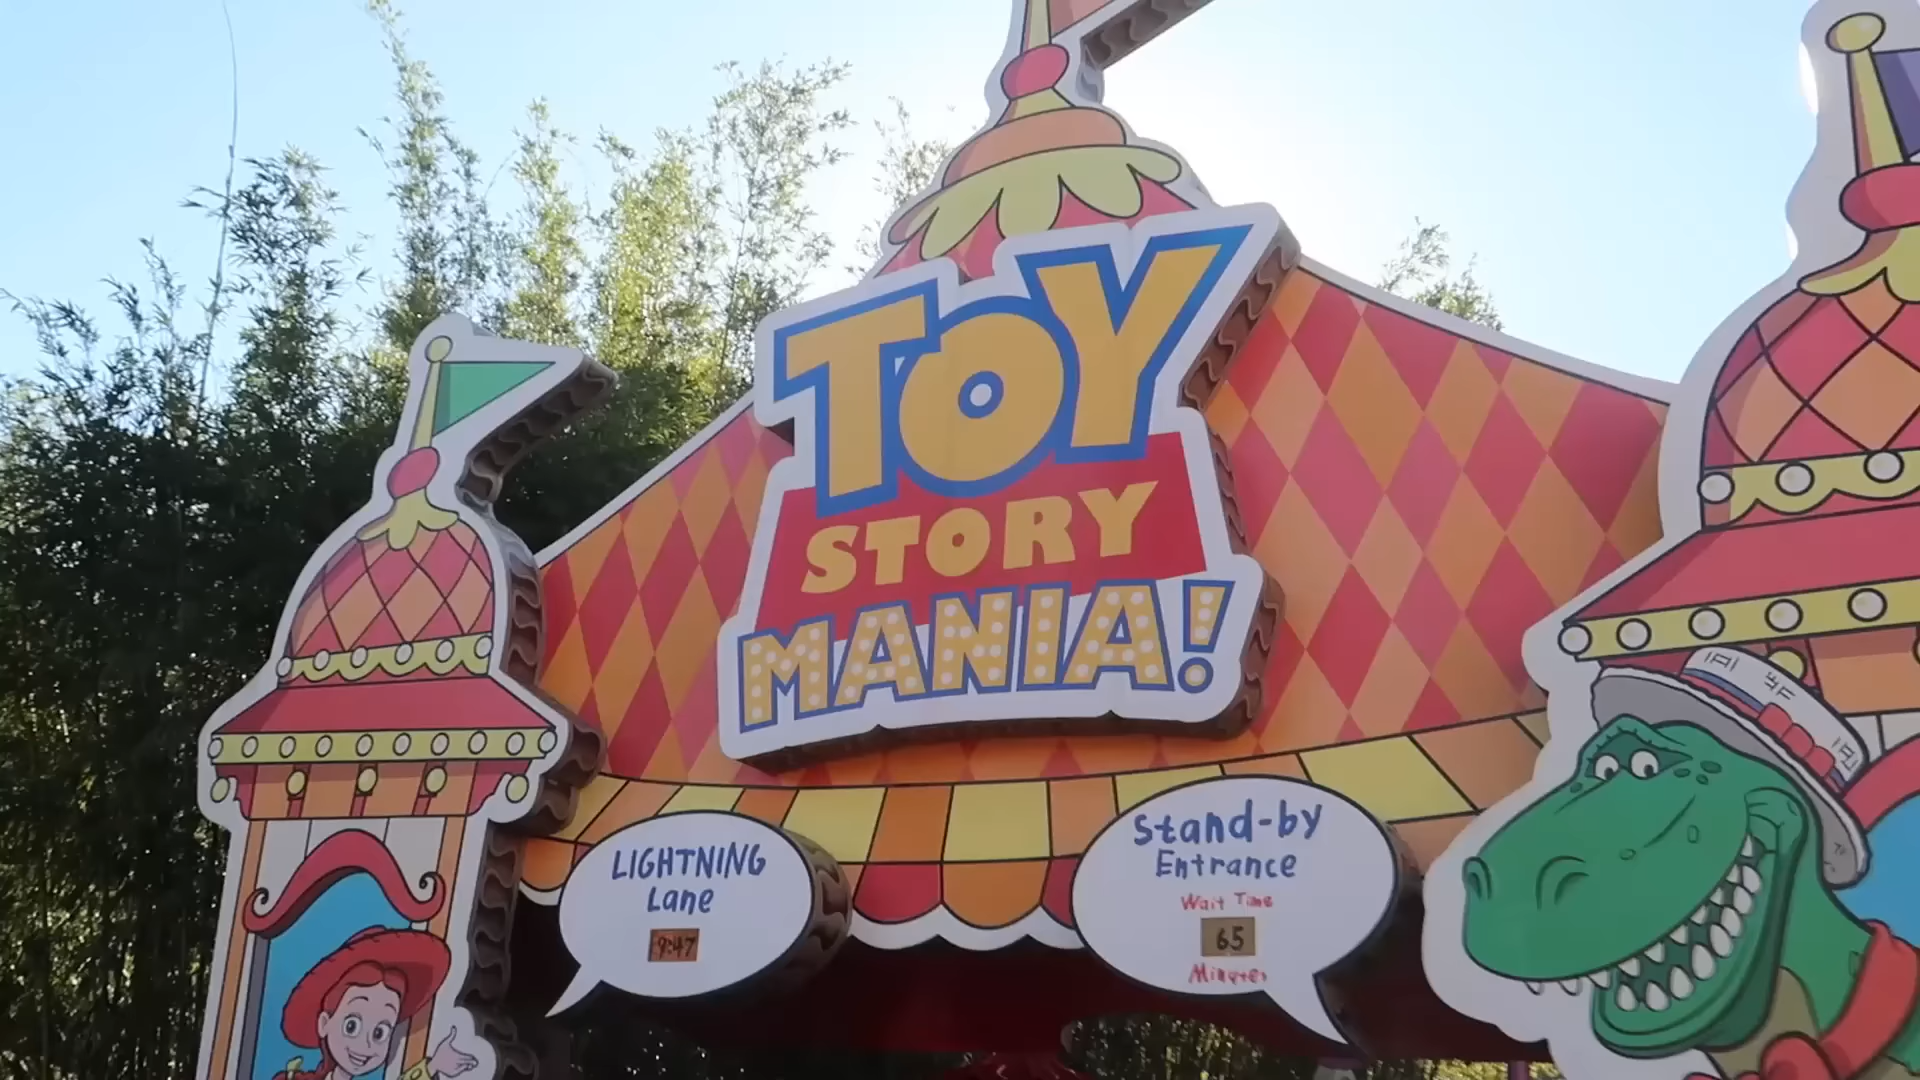 TOY
STORY
MANIA!
LIGHTNING
Lane
9:47
Stand-by
Entrance
Wait Time
65
Minutes